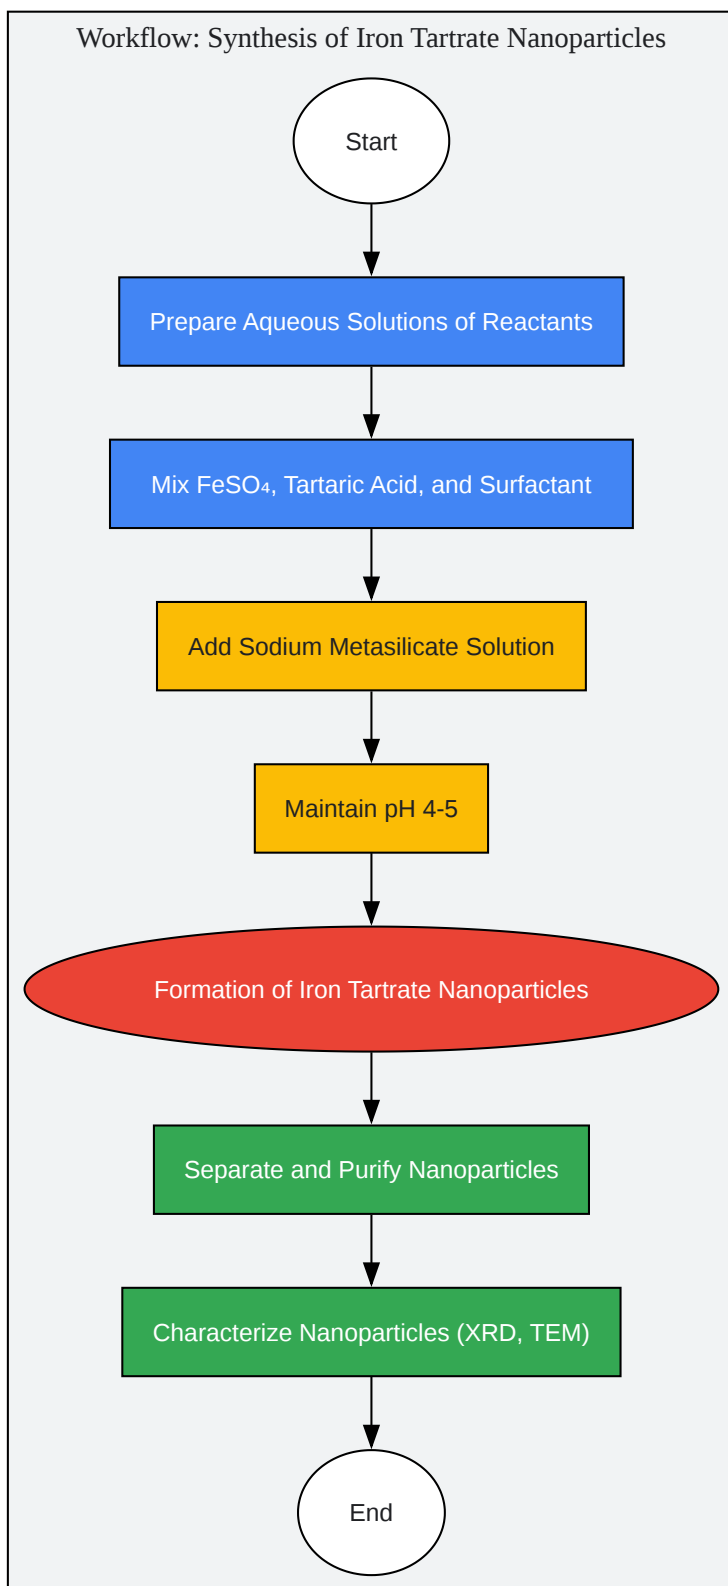 Workflow: Synthesis of Iron Tartrate Nanoparticles
Start
Prepare Aqueous Solutions of Reactants
Mix FeSO₄, Tartaric Acid, and Surfactant
Add Sodium Metasilicate Solution
Maintain pH 4-5
Formation of Iron Tartrate Nanoparticles
Separate and Purify Nanoparticles
Characterize Nanoparticles (XRD, TEM)
End